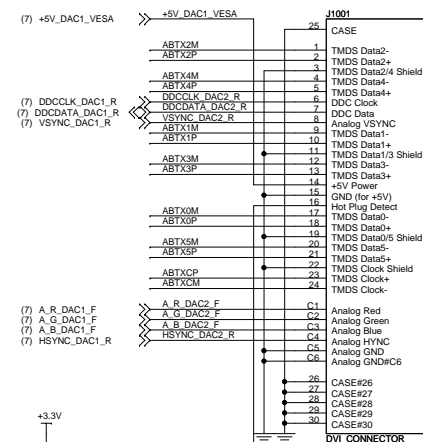 (7) +5V_DAC1_VESA +5V_DAC1_VESA J1001
25 CASE
ABTX2M 1 TMDS Data2-
ABTX2P 2 TMDS Data2+
3 TMDS Data2/4 Shield
ABTX4M 4 TMDS Data4-
ABTX4P 5 TMDS Data4+
(7) DDCCLK_DAC1_R DDCCLK_DAC2_R 6 DDC Clock
(7) DDCDATA_DAC1_R DDCDATA_DAC2_R 7 DDC Data
(7) VSYNC_DAC1_R VSYNC_DAC2_R 8 Analog VSYNC
ABTX1M 9 TMDS Data1-
ABTX1P 10 TMDS Data1+
11 TMDS Data1/3 Shield
ABTX3M 12 TMDS Data3-
ABTX3P 13 TMDS Data3+
14 +5V Power
15 GND (for +5V)
16 Hot Plug Detect
ABTX0M 17 TMDS Data0-
ABTX0P 18 TMDS Data0+
19 TMDS Data0/5 Shield
ABTX5M 20 TMDS Data5-
ABTX5P 21 TMDS Data5+
22 TMDS Clock Shield
ABTXCP 23 TMDS Clock+
ABTXCM 24 TMDS Clock-
(7) A_R_DAC1_F A_R_DAC2_F C1 Analog Red
(7) A_G_DAC1_F A_G_DAC2_F C2 Analog Green
(7) A_B_DAC1_F A_B_DAC2_F C3 Analog Blue
(7) HSYNC_DAC1_R HSYNC_DAC2_R C4 Analog HYNC
C5 Analog GND
C6 Analog GND#C6
26 CASE#26
27 CASE#27
28 CASE#28
29 CASE#29
30 CASE#30
+3.3V
DVI CONNECTOR